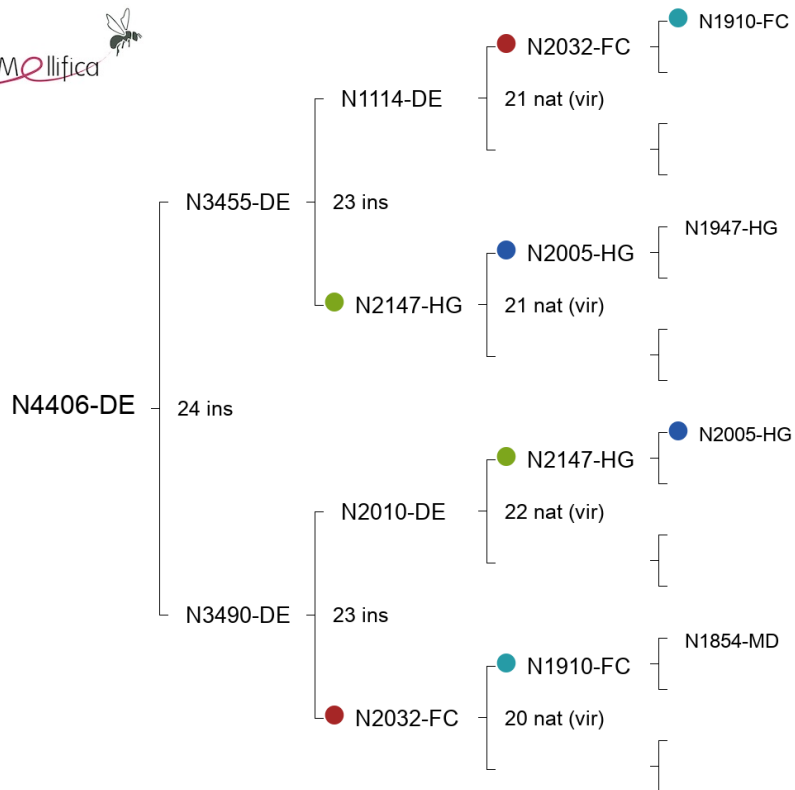 Mellifica
N1910-FC
N2032-FC
N1114-DE
21 nat (vir)
N3455-DE
23 ins
N1947-HG
N2005-HG
N2147-HG
21 nat (vir)
N4406-DE
24 ins
N2005-HG
N2147-HG
N2010-DE
22 nat (vir)
N3490-DE
23 ins
N1854-MD
N1910-FC
N2032-FC
20 nat (vir)